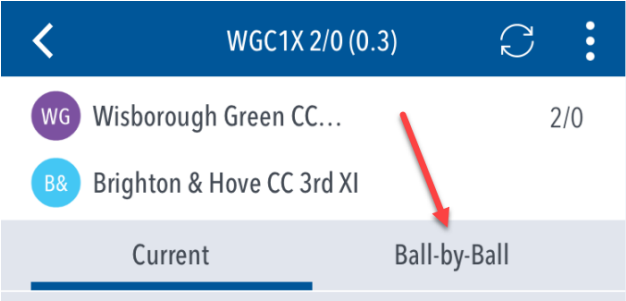 WGC1X 2/0 (0.3)
WG Wisborough Green CC... 2/0
B& Brighton & Hove CC 3rd XI
Current Ball-by-Ball